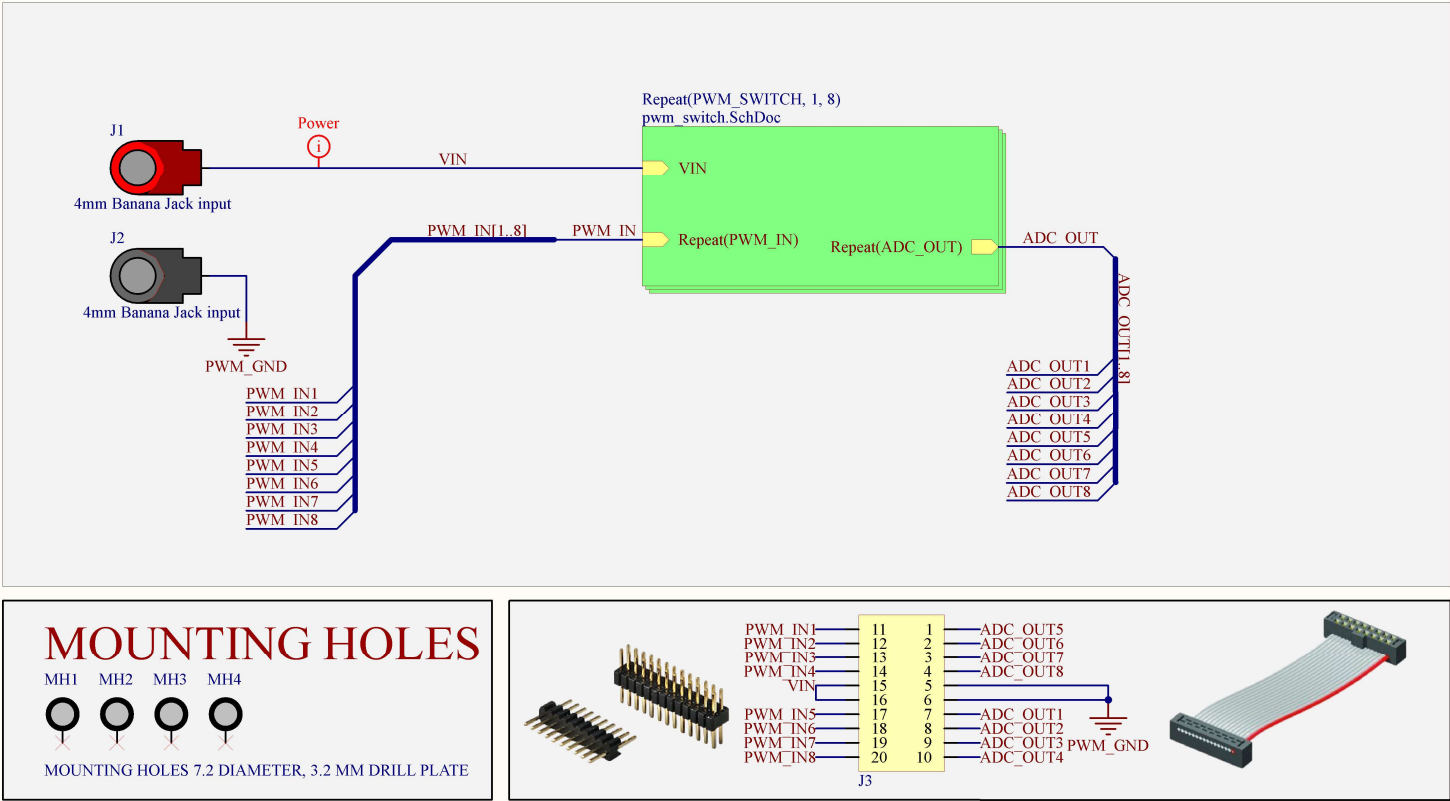 Repeat(PWM_SWITCH, 1, 8)
pwm_switch.SchDoc
J1
Power
i
VIN
VIN
4mm Banana Jack input
J2
PWM_IN[1..8]
PWM_IN
Repeat(PWM_IN)
Repeat(ADC_OUT)
ADC_OUT
4mm Banana Jack input
PWM_GND
ADC_OUT[1..8]
PWM_IN1
PWM_IN2
PWM_IN3
PWM_IN4
PWM_IN5
PWM_IN6
PWM_IN7
PWM_IN8
ADC_OUT1
ADC_OUT2
ADC_OUT3
ADC_OUT4
ADC_OUT5
ADC_OUT6
ADC_OUT7
ADC_OUT8
MOUNTING HOLES
MH1 MH2 MH3 MH4
MOUNTING HOLES 7.2 DIAMETER, 3.2 MM DRILL PLATE
PWM_IN1 11 1 ADC_OUT5
PWM_IN2 12 2 ADC_OUT6
PWM_IN3 13 3 ADC_OUT7
PWM_IN4 14 4 ADC_OUT8
VIN 15 5
16 6
PWM_IN5 17 7 ADC_OUT1
PWM_IN6 18 8 ADC_OUT2
PWM_IN7 19 9 ADC_OUT3
PWM_IN8 20 10 ADC_OUT4
PWM_GND
J3